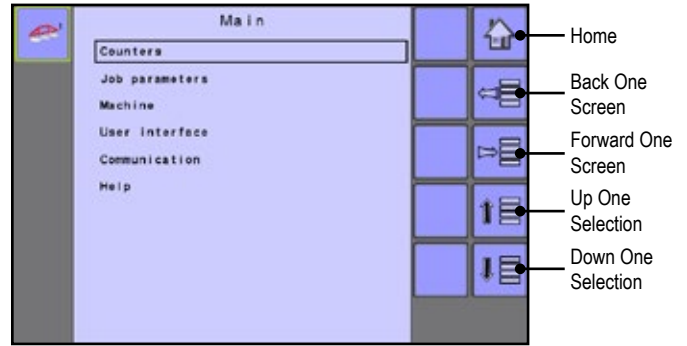 Main
Counters
Job parameters
Machine
User interface
Communication
Help
Home
Back One
Screen
Forward One
Screen
Up One
Selection
Down One
Selection